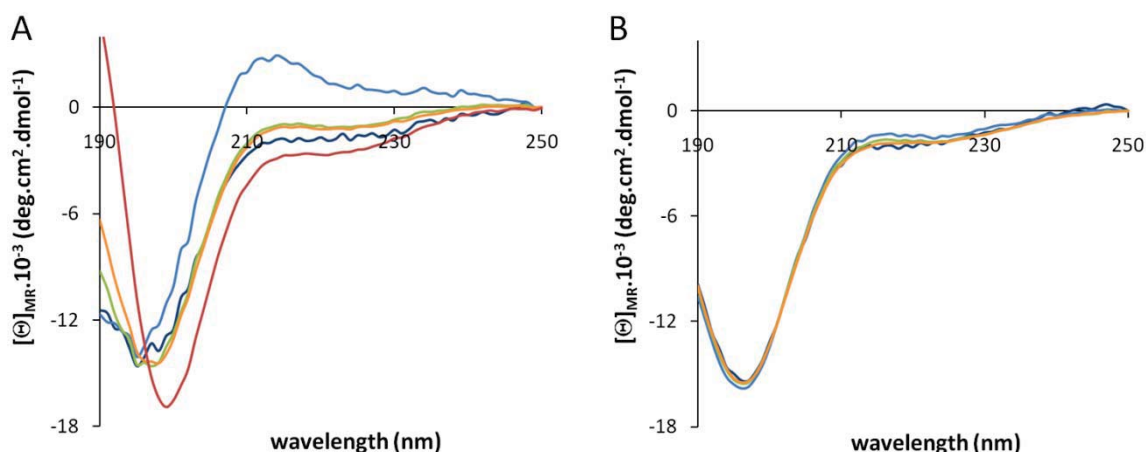 A
[Θ]MR.10⁻³ (deg.cm².dmol⁻¹)
0
-6
-12
-18
190
210
230
250
wavelength (nm)
B
[Θ]MR.10⁻³ (deg.cm².dmol⁻¹)
0
-6
-12
-18
190
210
230
250
wavelength (nm)